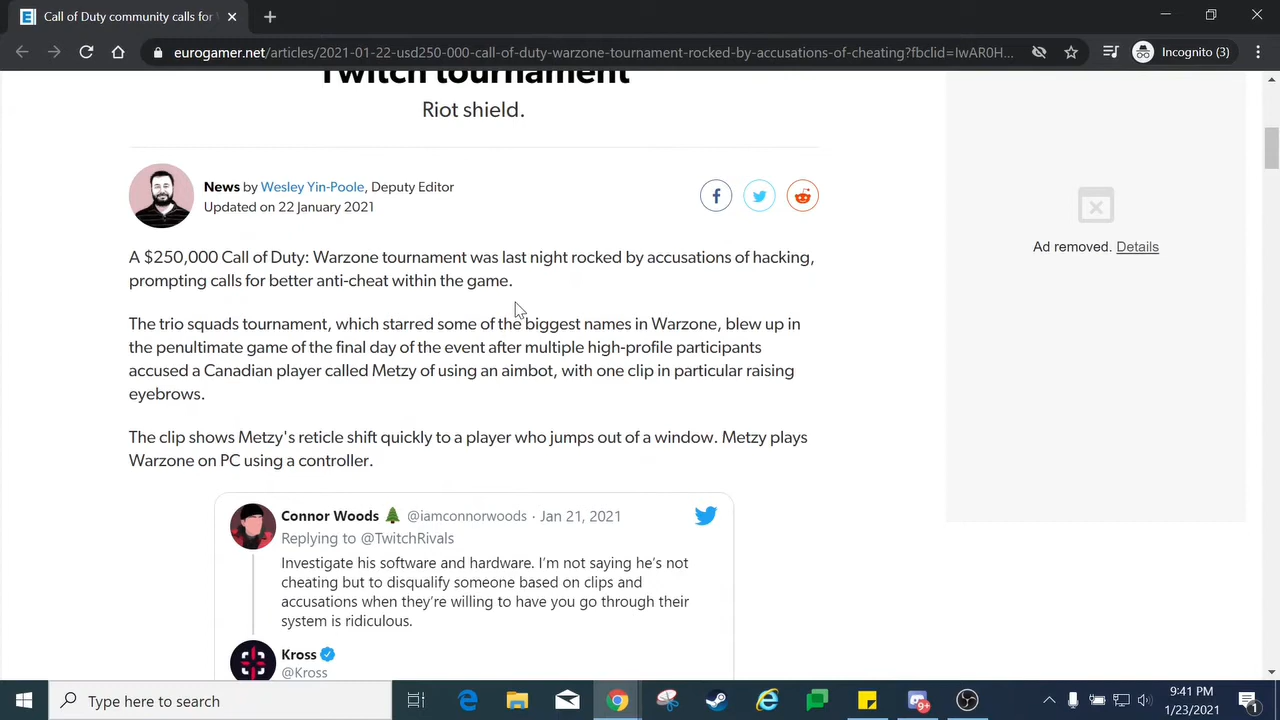 Call of Duty community calls for
eurogamer.net/articles/2021-01-22-usd250-000-call-of-duty-warzone-tournament-rocked-by-accusations-of-cheating?fbclid=IwAR0H...
Incognito (3)
Twitch tournament
Riot shield.
News by Wesley Yin-Poole, Deputy Editor
Updated on 22 January 2021
Ad removed. Details
A $250,000 Call of Duty: Warzone tournament was last night rocked by accusations of hacking,
prompting calls for better anti-cheat within the game.
The trio squads tournament, which starred some of the biggest names in Warzone, blew up in
the penultimate game of the final day of the event after multiple high-profile participants
accused a Canadian player called Metzy of using an aimbot, with one clip in particular raising
eyebrows.
The clip shows Metzy's reticle shift quickly to a player who jumps out of a window. Metzy plays
Warzone on PC using a controller.
Connor Woods 🌲 @iamconnorwoods · Jan 21, 2021
Replying to @TwitchRivals
Investigate his software and hardware. I'm not saying he's not
cheating but to disqualify someone based on clips and
accusations when they're willing to have you go through their
system is ridiculous.
Kross
@Kross
Type here to search
9+
9:41 PM
1/23/2021
1